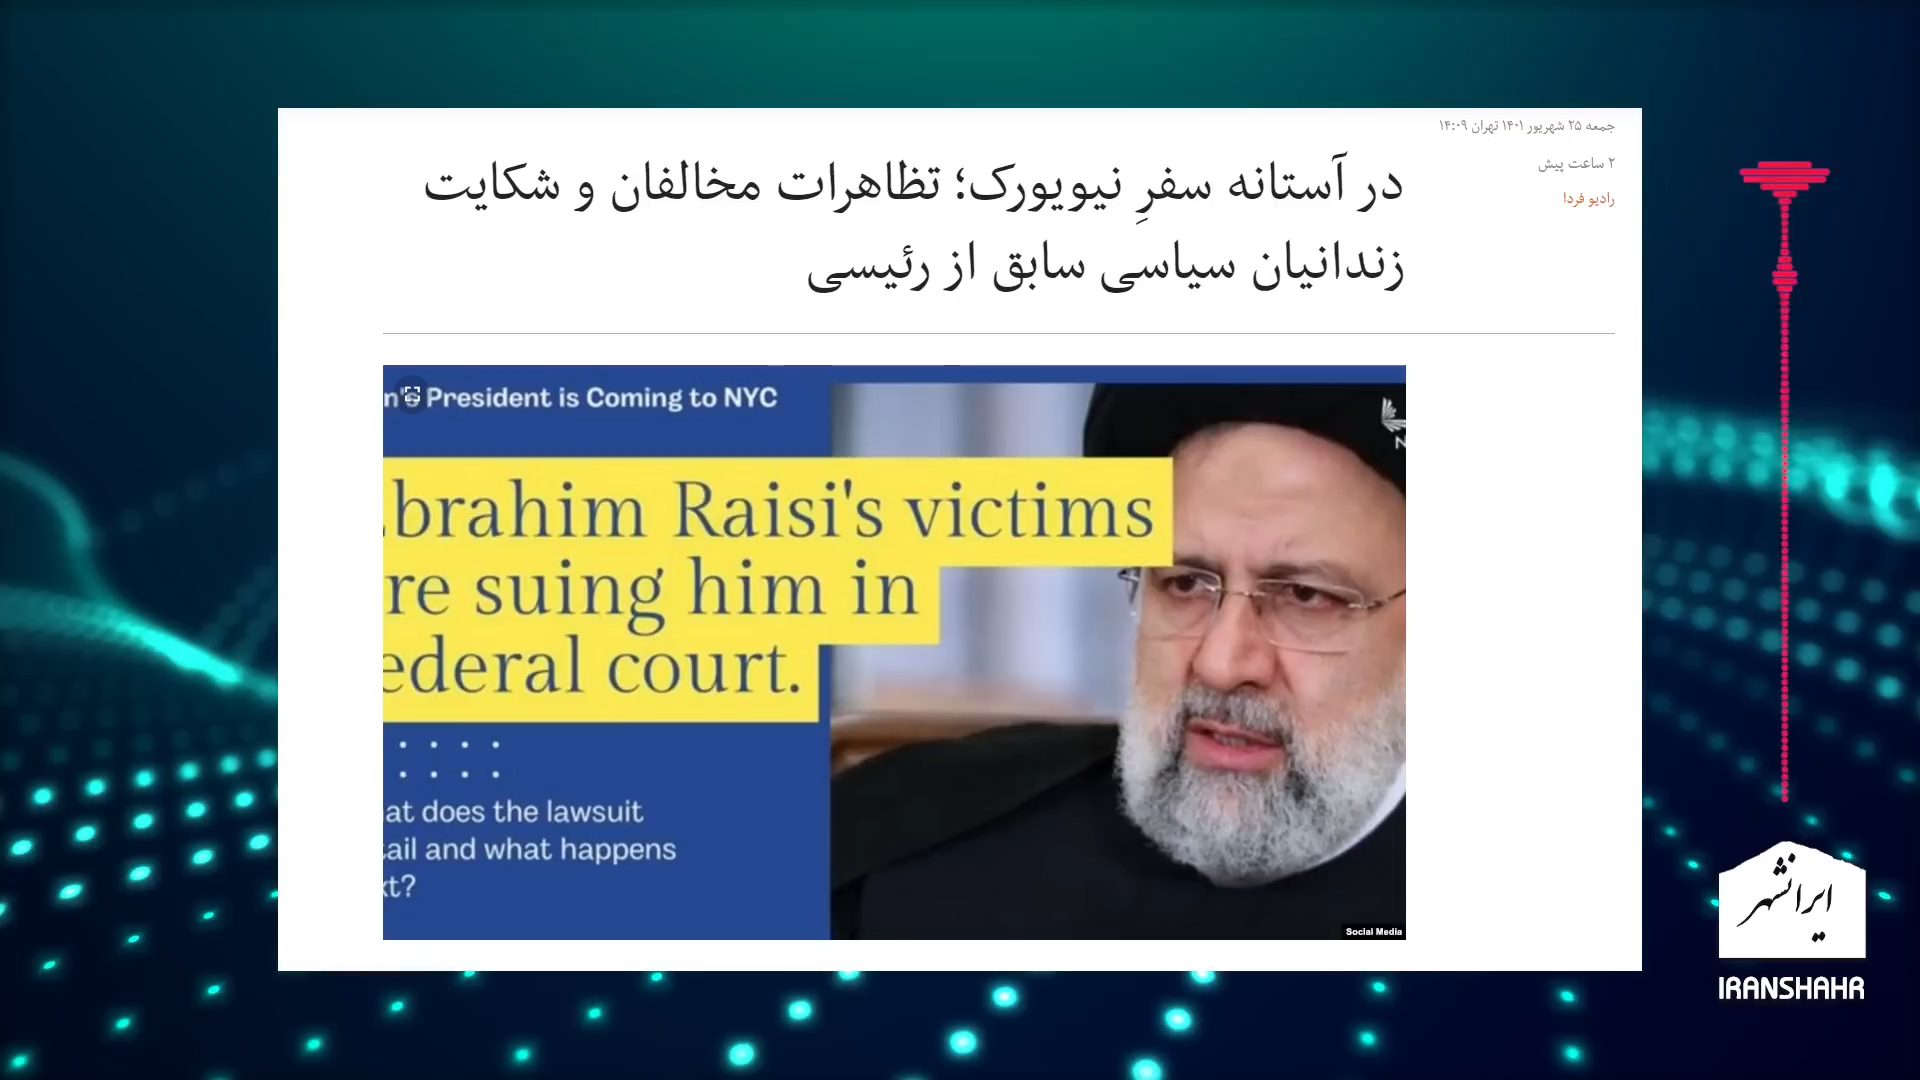 جمعه ۲۵ شهریور ۱۴۰۱ تهران ۱۴:۰۹
۲ ساعت پیش
رادیو فردا
در آستانه سفرِ نیویورک؛ تظاهرات مخالفان و شکایت
زندانیان سیاسی سابق از رئیسی
President is Coming to NYC
brahim Raisi's victims
re suing him in
ederal court.
at does the lawsuit
ail and what happens
xt?
Social Media
ایرانشهر
IRANSHAHR